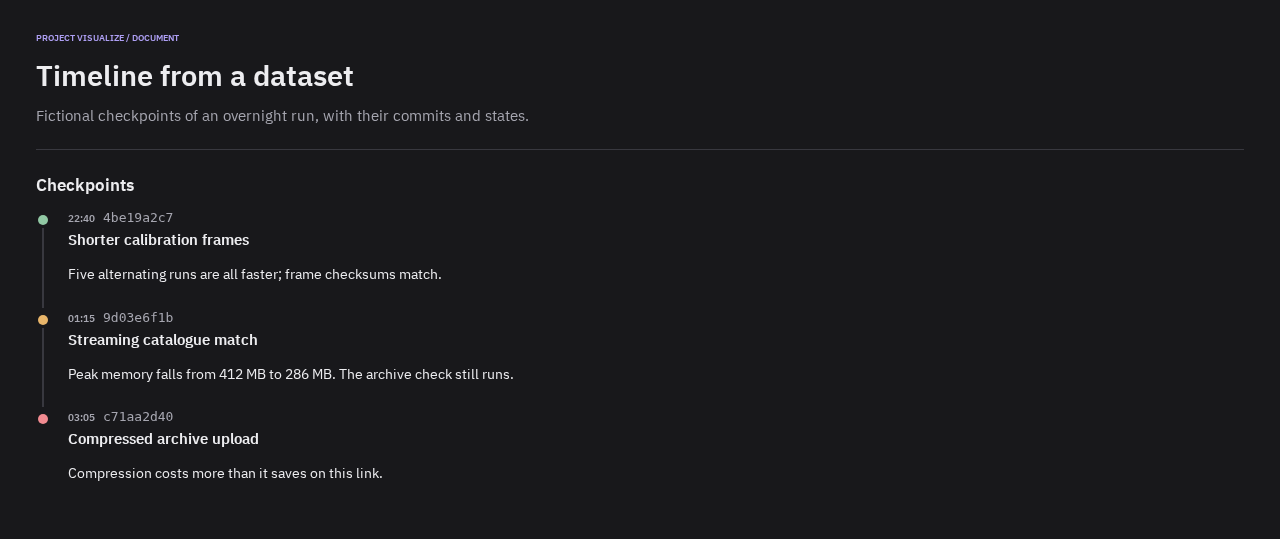 PROJECT VISUALIZE / DOCUMENT
Timeline from a dataset
Fictional checkpoints of an overnight run, with their commits and states.
Checkpoints
22:40 4be19a2c7
Shorter calibration frames
Five alternating runs are all faster; frame checksums match.
01:15 9d03e6f1b
Streaming catalogue match
Peak memory falls from 412 MB to 286 MB. The archive check still runs.
03:05 c71aa2d40
Compressed archive upload
Compression costs more than it saves on this link.